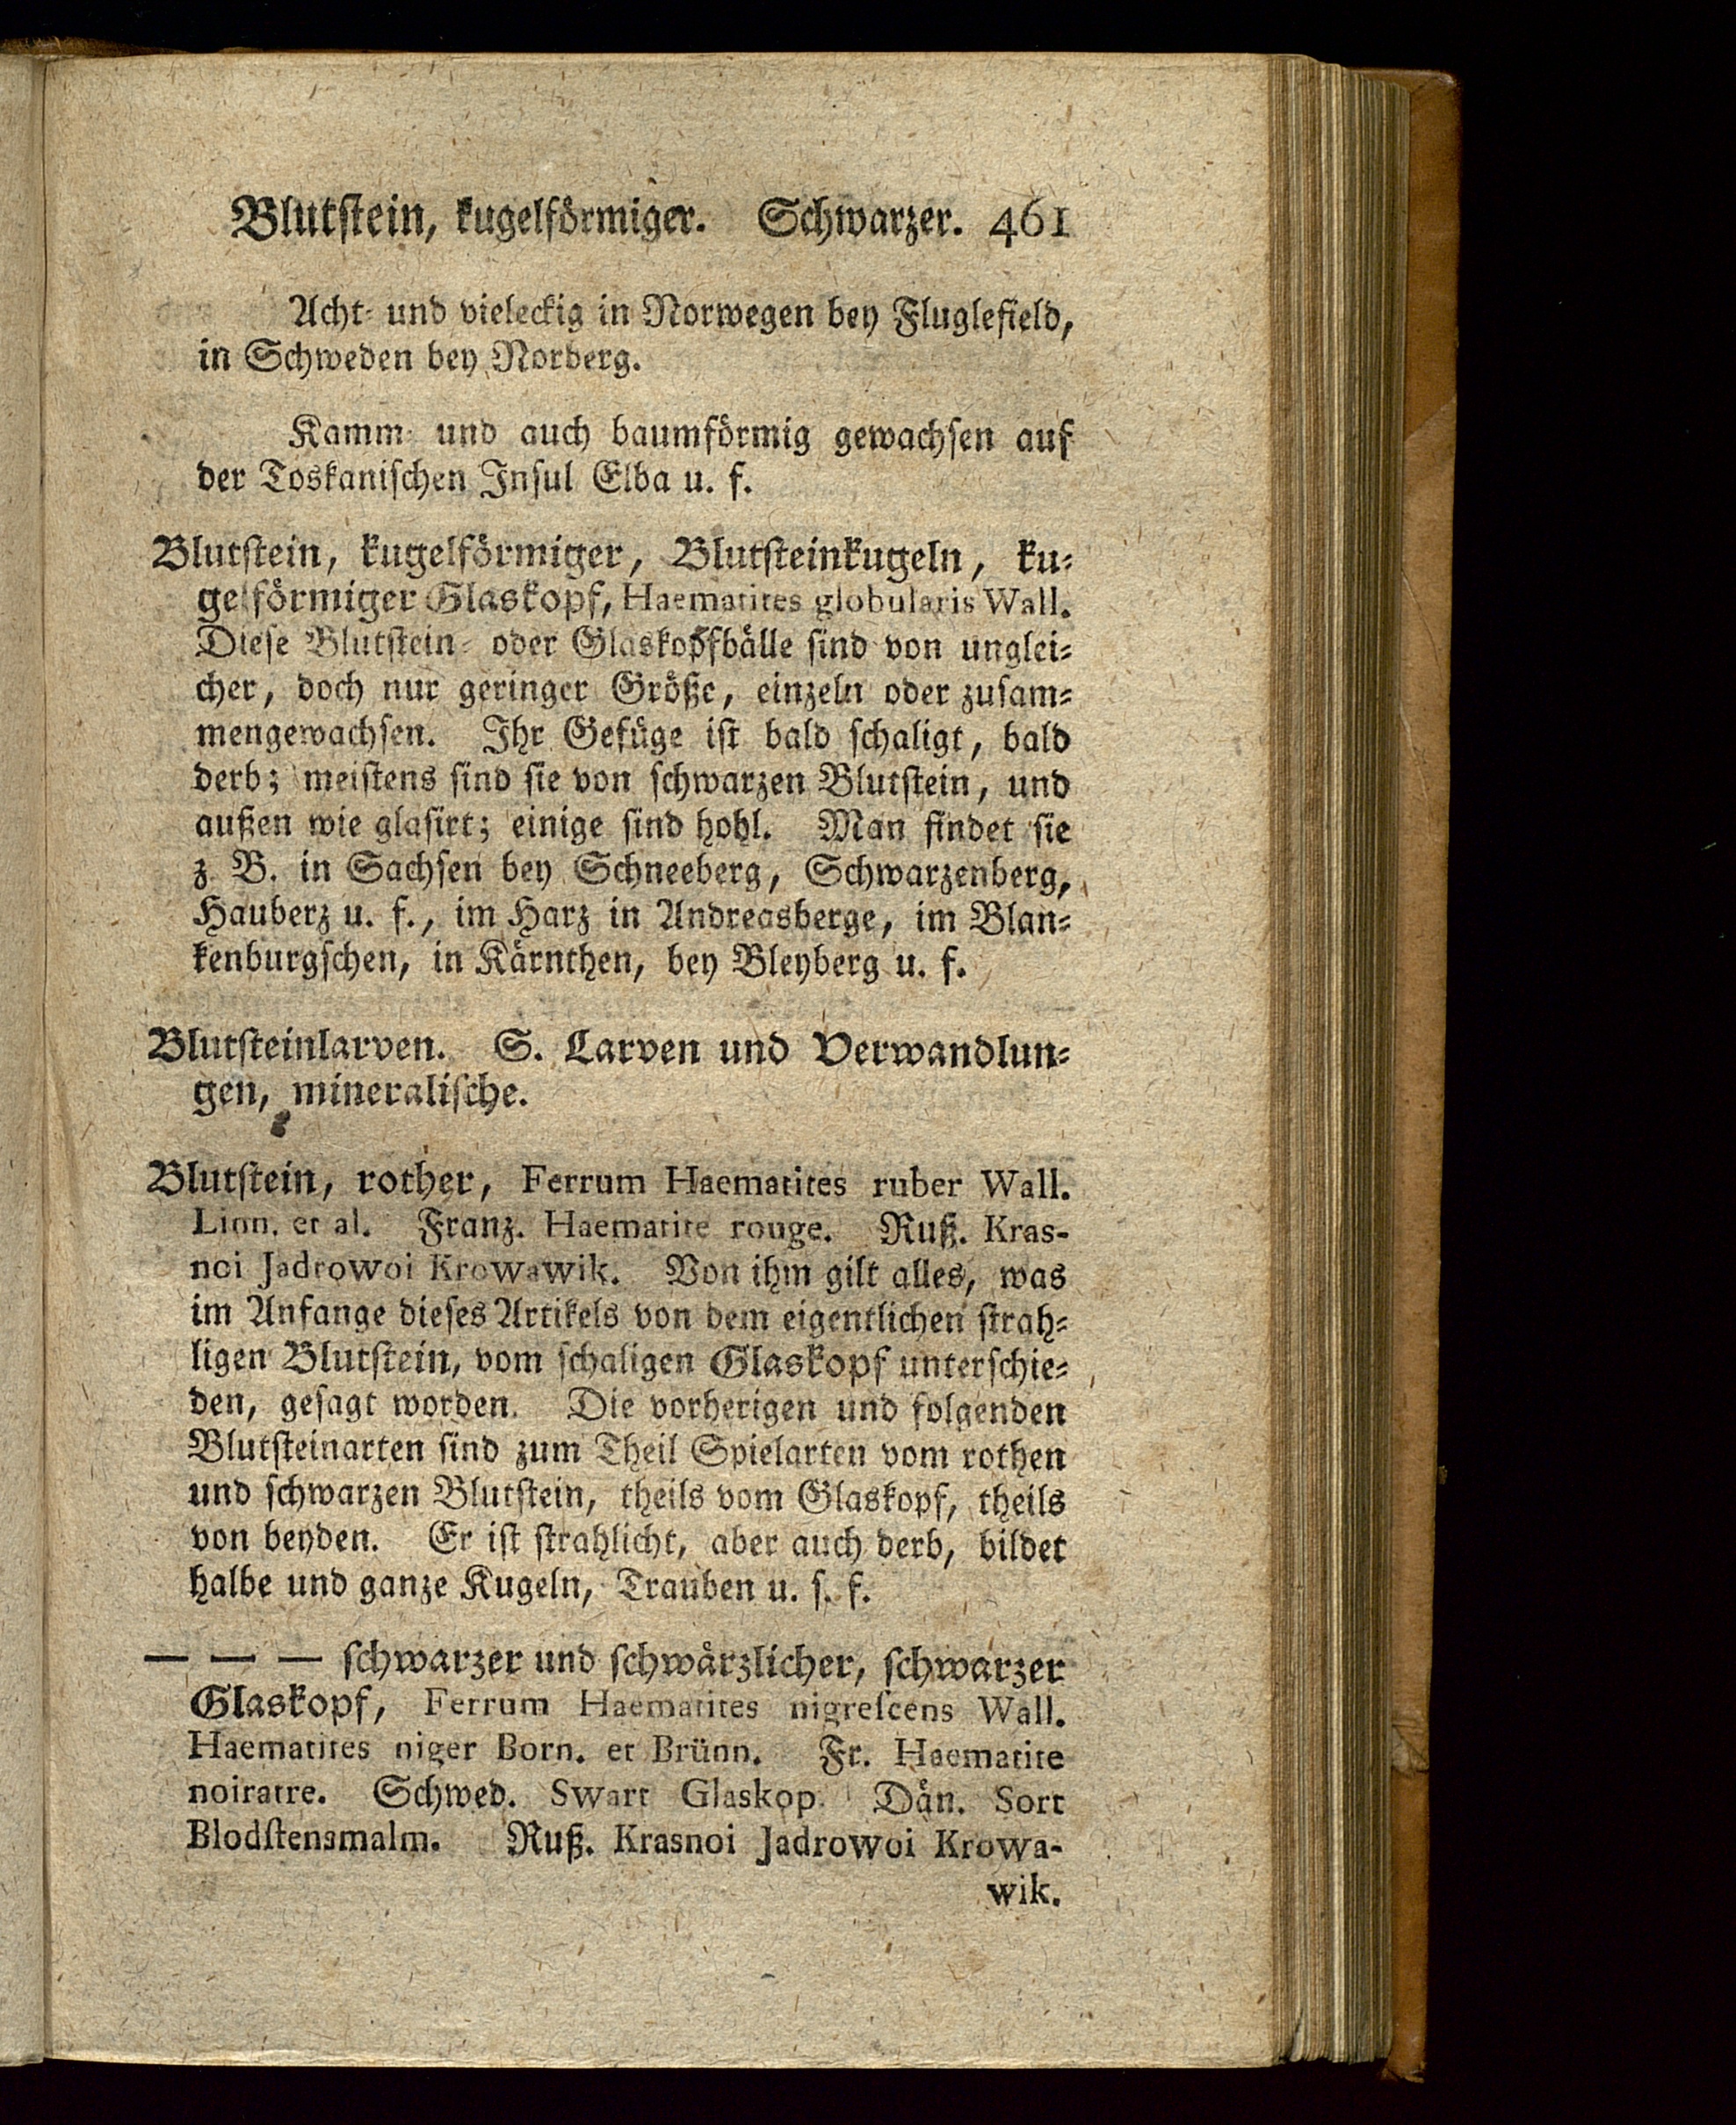 Blutstein, kugelförmiger. Schwarzer. 461
Acht- und vieleckig in Norwegen bey Fluglefield,
in Schweden bey Norberg.
Kamm- und auch baumförmig gewachsen auf
der Toskanischen Insul Elba u. f.
Blutstein, kugelförmiger, Blutsteinkugeln, ku-
gelförmiger Glaskopf, Haematites globularis Wall.
Diese Blutstein- oder Glaskopfbälle sind von unglei-
cher, doch nur geringer Größe, einzeln oder zusam-
mengewachsen. Ihr Gefüge ist bald schaligt, bald
derb; meistens sind sie von schwarzen Blutstein, und
außen wie glasirt; einige sind hohl. Man findet sie
z B. in Sachsen bey Schneeberg, Schwarzenberg,
Hauberz u. f., im Harz in Andreasberge, im Blan-
kenburgschen, in Kärnthen, bey Bleyberg u. f.
Blutsteinlarven. S. Larven und Verwandlun-
gen, mineralische.
Blutstein, rother, Ferrum Haematites ruber Wall.
Linn. et al. Franz. Haematite rouge. Ruß. Kras-
noi Jadrowoi Krowawik. Von ihm gilt alles, was
im Anfange dieses Artikels von dem eigentlichen strah-
ligen Blutstein, vom schaligen Glaskopf unterschie-
den, gesagt worden. Die vorherigen und folgenden
Blutsteinarten sind zum Theil Spielarten vom rothen
und schwarzen Blutstein, theils vom Glaskopf, theils
von beyden. Er ist strahlicht, aber auch derb, bildet
halbe und ganze Kugeln, Trauben u. s. f.
— — — schwarzer und schwärzlicher, schwarzer
Glaskopf, Ferrum Haematites nigrescens Wall.
Haematites niger Born. et Brünn. Fr. Haematite
noiratre. Schwed. Swart Glaskop. Dän. Sort
Blodstensmalm. Ruß. Krasnoi Jadrowoi Krowa-
wik.